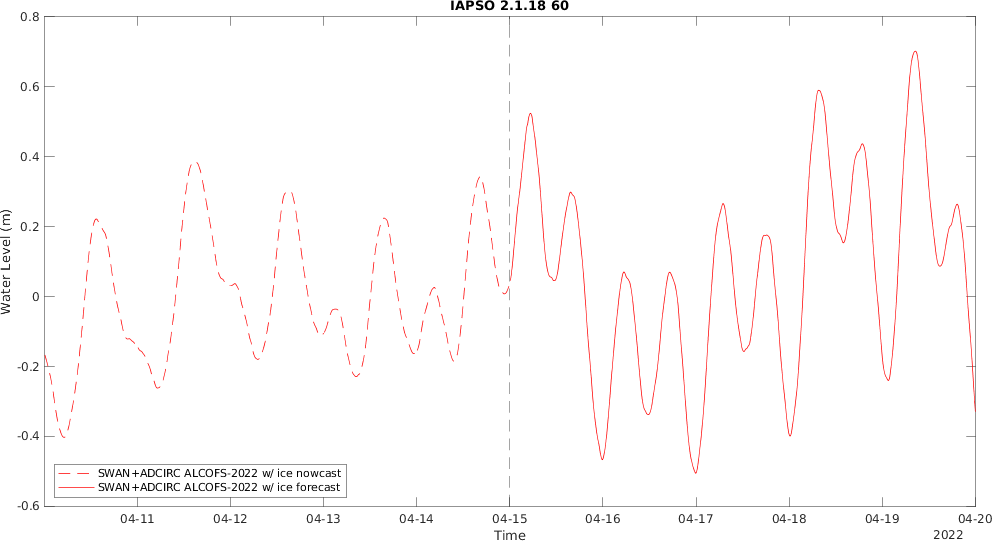 IAPSO 2.1.18 60
Water Level (m)
0.8
0.6
0.4
0.2
0
-0.2
-0.4
-0.6
SWAN+ADCIRC ALCOFS-2022 w/ ice nowcast
SWAN+ADCIRC ALCOFS-2022 w/ ice forecast
04-11 04-12 04-13 04-14 04-15 04-16 04-17 04-18 04-19 04-20
Time
2022